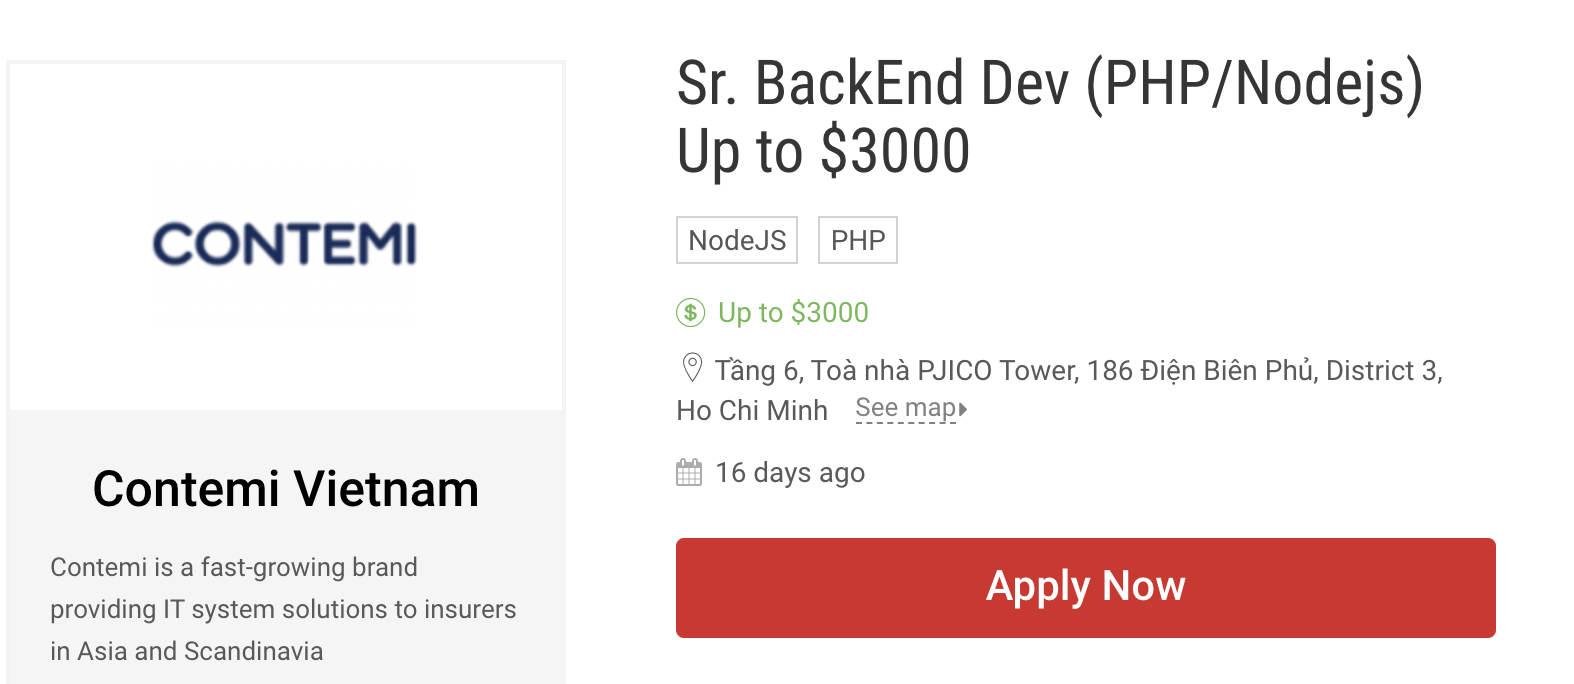 CONTEMI
Contemi Vietnam
Contemi is a fast-growing brand
providing IT system solutions to insurers
in Asia and Scandinavia
Sr. BackEnd Dev (PHP/Nodejs)
Up to $3000
NodeJS PHP
$ Up to $3000
Tầng 6, Toà nhà PJICO Tower, 186 Điện Biên Phủ, District 3,
Ho Chi Minh See map
16 days ago
Apply Now